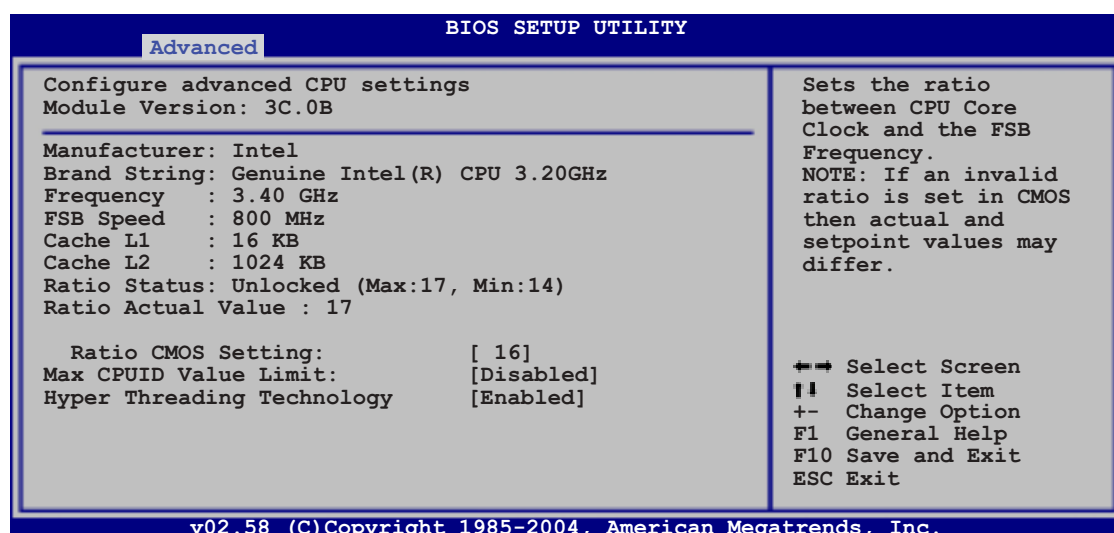 BIOS SETUP UTILITY
Advanced
Configure advanced CPU settings
Module Version: 3C.0B
Manufacturer: Intel
Brand String: Genuine Intel(R) CPU 3.20GHz
Frequency : 3.40 GHz
FSB Speed : 800 MHz
Cache L1 : 16 KB
Cache L2 : 1024 KB
Ratio Status: Unlocked (Max:17, Min:14)
Ratio Actual Value : 17
Ratio CMOS Setting: [ 16]
Max CPUID Value Limit: [Disabled]
Hyper Threading Technology [Enabled]
Sets the ratio
between CPU Core
Clock and the FSB
Frequency.
NOTE: If an invalid
ratio is set in CMOS
then actual and
setpoint values may
differ.
←→ Select Screen
↑↓ Select Item
+- Change Option
F1 General Help
F10 Save and Exit
ESC Exit
v02.58 (C)Copyright 1985-2004, American Megatrends, Inc.